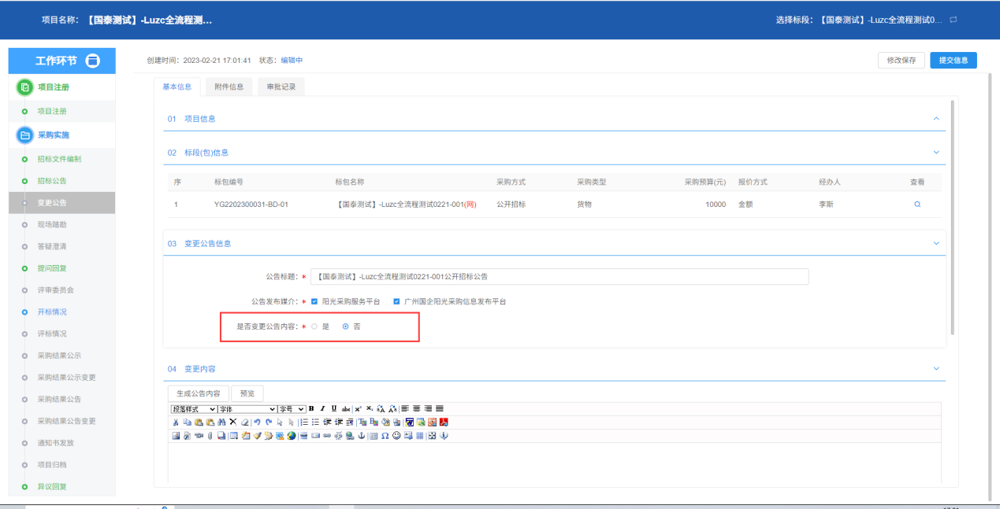 项目名称: 【国泰测试】-Luzc全流程测... 选择标段: 【国泰测试】-Luzc全流程测试0...
工作环节
创建时间: 2023-02-21 17:01:41 状态: 编辑中 修改保存 提交信息
项目注册
项目注册
采购实施
招标文件编制
招标公告
变更公告
现场踏勘
答疑澄清
提问回复
评审委员会
开标情况
评标情况
采购结果公示
采购结果公示变更
采购结果公告
采购结果公告变更
通知书发放
项目归档
异议回复
基本信息 附件信息 审批记录
01 项目信息
02 标段(包)信息
序 标包编号 标包名称 采购方式 采购类型 采购预算(元) 报价方式 经办人 查看
1 YG2202300031-BD-01 【国泰测试】-Luzc全流程测试0221-001(网) 公开招标 货物 10000 金额 李斯
03 变更公告信息
公告标题: * 【国泰测试】-Luzc全流程测试0221-001公开招标公告
公告发布媒介: * 阳光采购服务平台 广州国企阳光采购信息发布平台
是否变更公告内容: * 是 否
04 变更内容
生成公告内容 预览
段落样式 字体 字号 B I U abc x² x₂